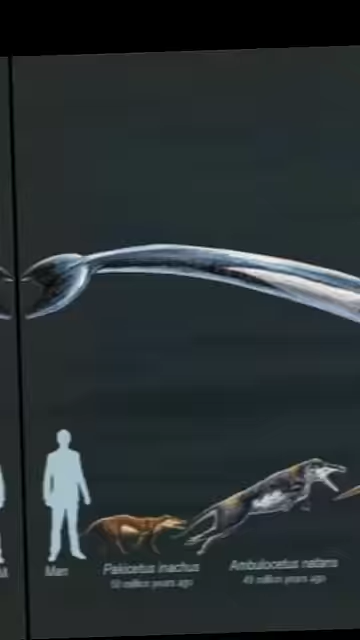 Man
Pakicetus inachus
50 million years ago
Ambulocetus natans
49 million years ago